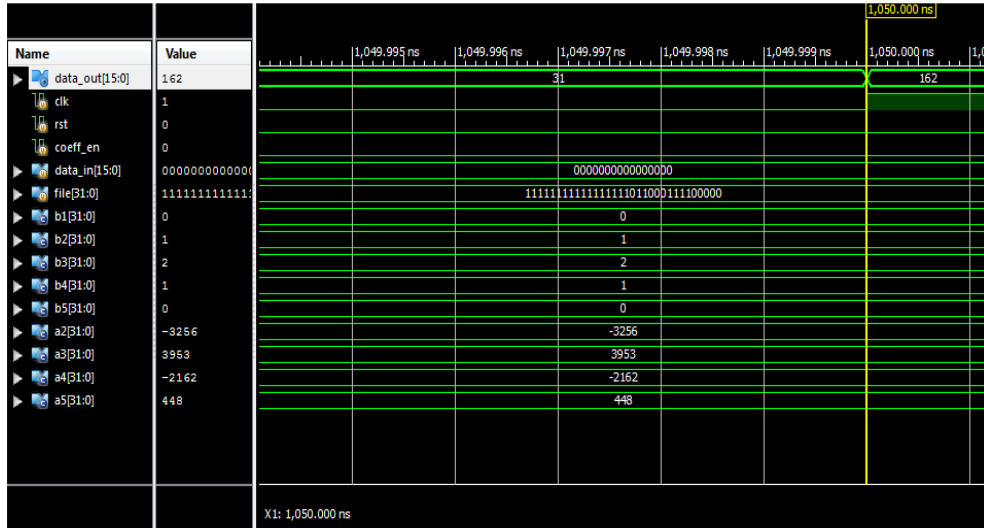 1,050.000 ns
Name Value |1,049.995 ns |1,049.996 ns |1,049.997 ns |1,049.998 ns |1,049.999 ns |1,050.000 ns |1,0
data_out[15:0] 162 31 162
clk 1
rst 0
coeff_en 0
data_in[15:0] 0000000000000 0000000000000000
file[31:0] 1111111111111 11111111111111111011000111100000
b1[31:0] 0 0
b2[31:0] 1 1
b3[31:0] 2 2
b4[31:0] 1 1
b5[31:0] 0 0
a2[31:0] -3256 -3256
a3[31:0] 3953 3953
a4[31:0] -2162 -2162
a5[31:0] 448 448
X1: 1,050.000 ns